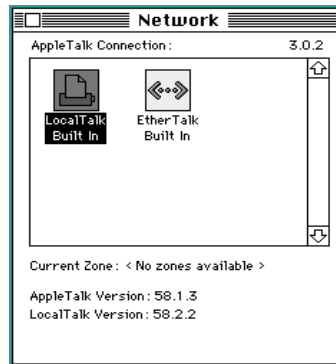 Network
AppleTalk Connection: 3.0.2
LocalTalk EtherTalk
Built In Built In
Current Zone: < No zones available >
AppleTalk Version: 58.1.3
LocalTalk Version: 58.2.2